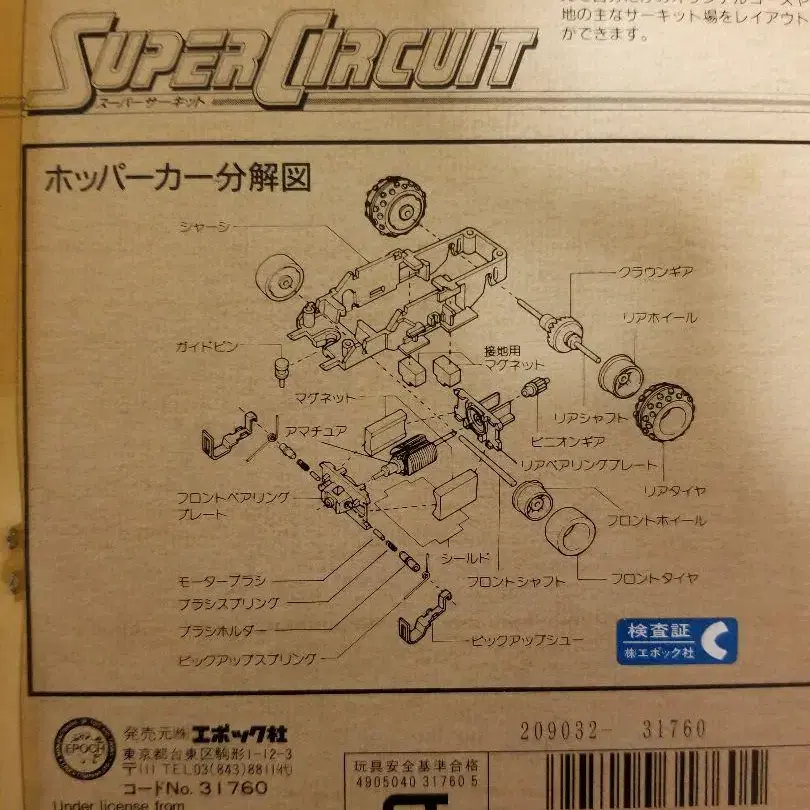 地の主なサーキット場をレイアウト
ができます。
SUPER CIRCUIT
スーパーサーキット
ホッパーカー分解図
シャーシ
クラウンギア
リアホイール
ガイドピン
接地用
マグネット
マグネット
アマチュア
リアシャフト
ピニオンギア
リアベアリングプレート
リアタイヤ
フロントベアリング
プレート
フロントホイール
シールド
モーターブラシ
フロントシャフト
フロントタイヤ
ブラシスプリング
ブラシホルダー
ピックアップシュー
ピックアップスプリング
検査証
㈱エポック社
EPOCH
発売元㈱エポック社
東京都台東区駒形1-12-3
〒111 TEL.03(843)8811㈹
コードNo.31760
Under license from
209032- 31760
玩具安全基準合格
4905040 31760 5